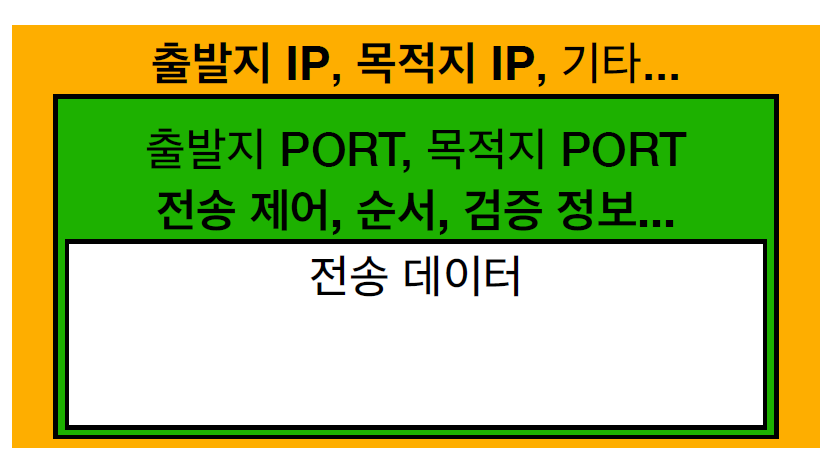 출발지 IP, 목적지 IP, 기타...
출발지 PORT, 목적지 PORT
전송 제어, 순서, 검증 정보...
전송 데이터